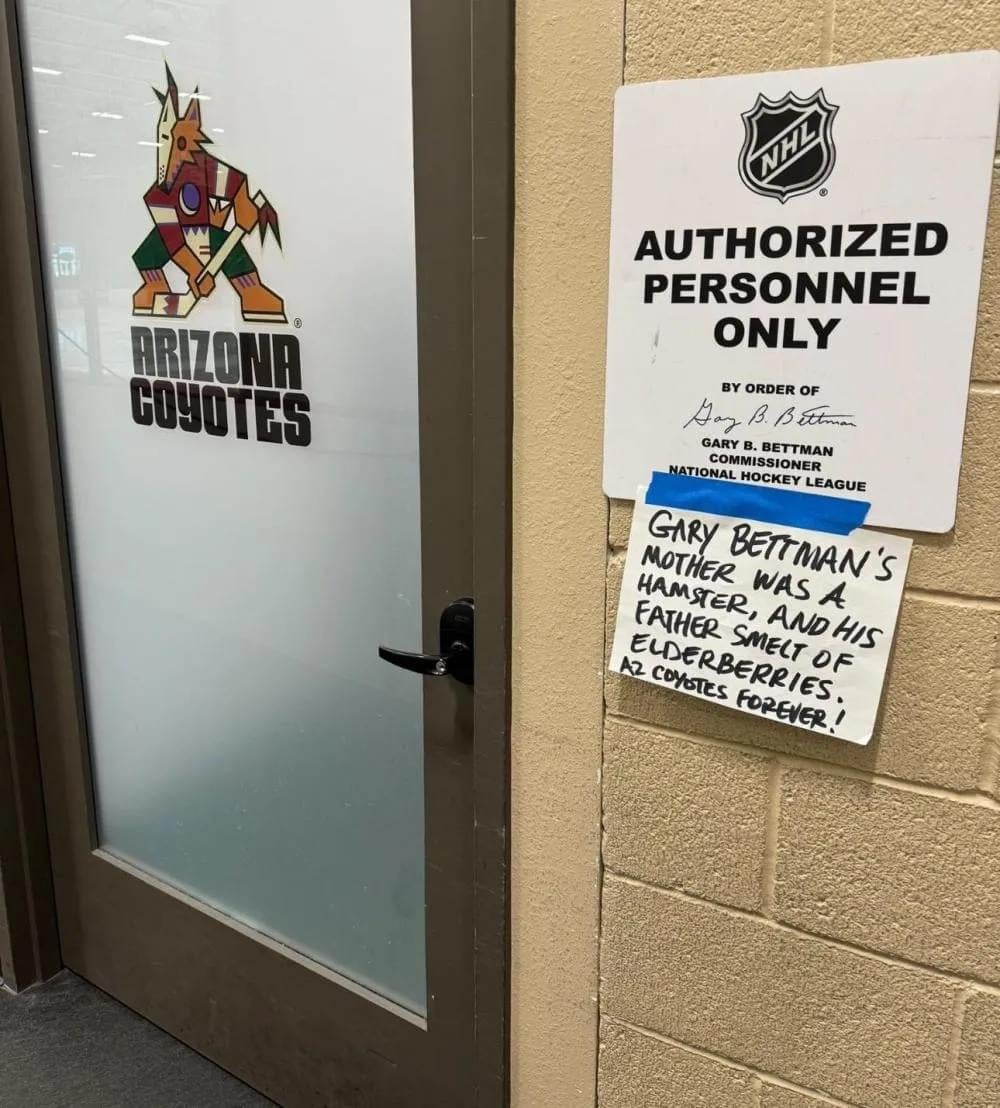 ARIZONA
COYOTES
®
NHL
®
AUTHORIZED
PERSONNEL
ONLY
BY ORDER OF
Gary B. Bettman
GARY B. BETTMAN
COMMISSIONER
NATIONAL HOCKEY LEAGUE
GARY BETTMAN'S
MOTHER WAS A
HAMSTER, AND HIS
FATHER SMELT OF
ELDERBERRIES.
AZ COYOTES FOREVER!